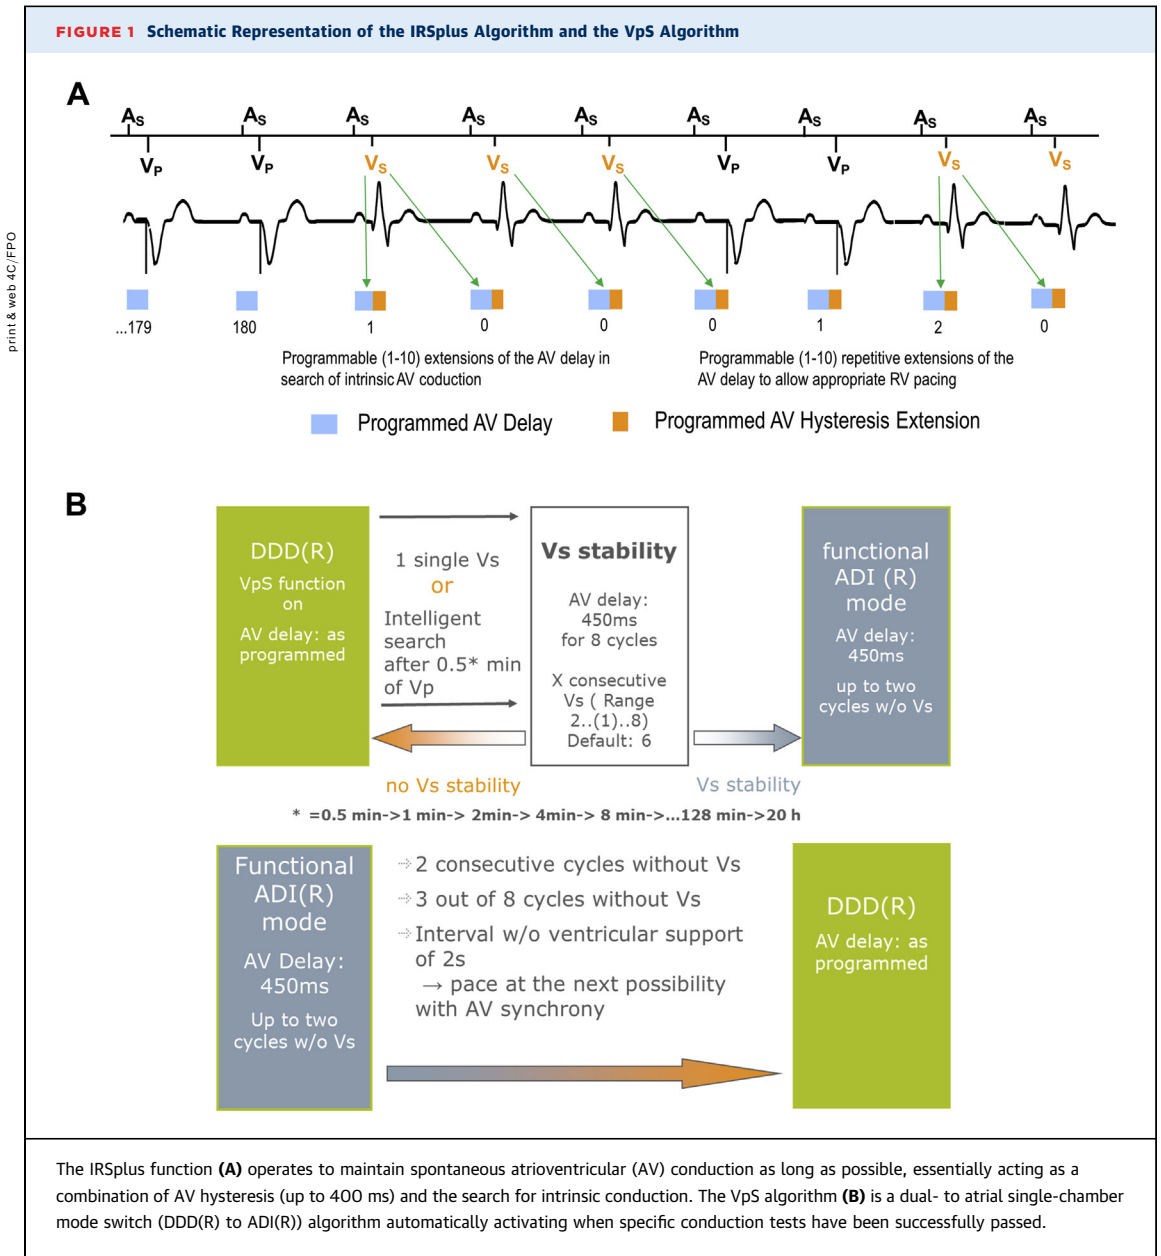 FIGURE 1 Schematic Representation of the IRSplus Algorithm and the VpS Algorithm
print & web 4C/FPO
A
AS AS AS AS AS AS AS AS AS
VP VP VS VS VS VP VP VS VS
...179 180 1 0 0 0 1 2 0
Programmable (1-10) extensions of the AV delay in
search of intrinsic AV coduction
Programmable (1-10) repetitive extensions of the
AV delay to allow appropriate RV pacing
Programmed AV Delay
Programmed AV Hysteresis Extension
B
DDD(R)
VpS function
on
AV delay: as
programmed
1 single Vs
or
Intelligent
search
after 0.5* min
of Vp
Vs stability
AV delay:
450ms
for 8 cycles
X consecutive
Vs ( Range
2..(1)..8)
Default: 6
functional
ADI (R)
mode
AV delay:
450ms
up to two
cycles w/o Vs
no Vs stability
Vs stability
* =0.5 min->1 min-> 2min-> 4min-> 8 min->...128 min->20 h
Functional
ADI(R)
mode
AV Delay:
450ms
Up to two
cycles w/o Vs
2 consecutive cycles without Vs
3 out of 8 cycles without Vs
Interval w/o ventricular support
of 2s
→ pace at the next possibility
with AV synchrony
DDD(R)
AV delay: as
programmed
The IRSplus function (A) operates to maintain spontaneous atrioventricular (AV) conduction as long as possible, essentially acting as a
combination of AV hysteresis (up to 400 ms) and the search for intrinsic conduction. The VpS algorithm (B) is a dual- to atrial single-chamber
mode switch (DDD(R) to ADI(R)) algorithm automatically activating when specific conduction tests have been successfully passed.